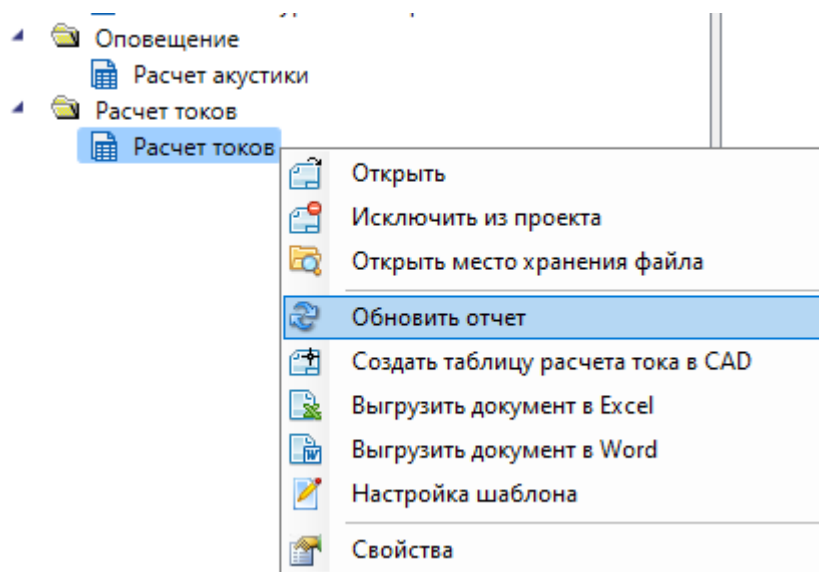 Оповещение
Расчет акустики
Расчет токов
Расчет токов
Открыть
Исключить из проекта
Открыть место хранения файла
Обновить отчет
Создать таблицу расчета тока в CAD
Выгрузить документ в Excel
Выгрузить документ в Word
Настройка шаблона
Свойства